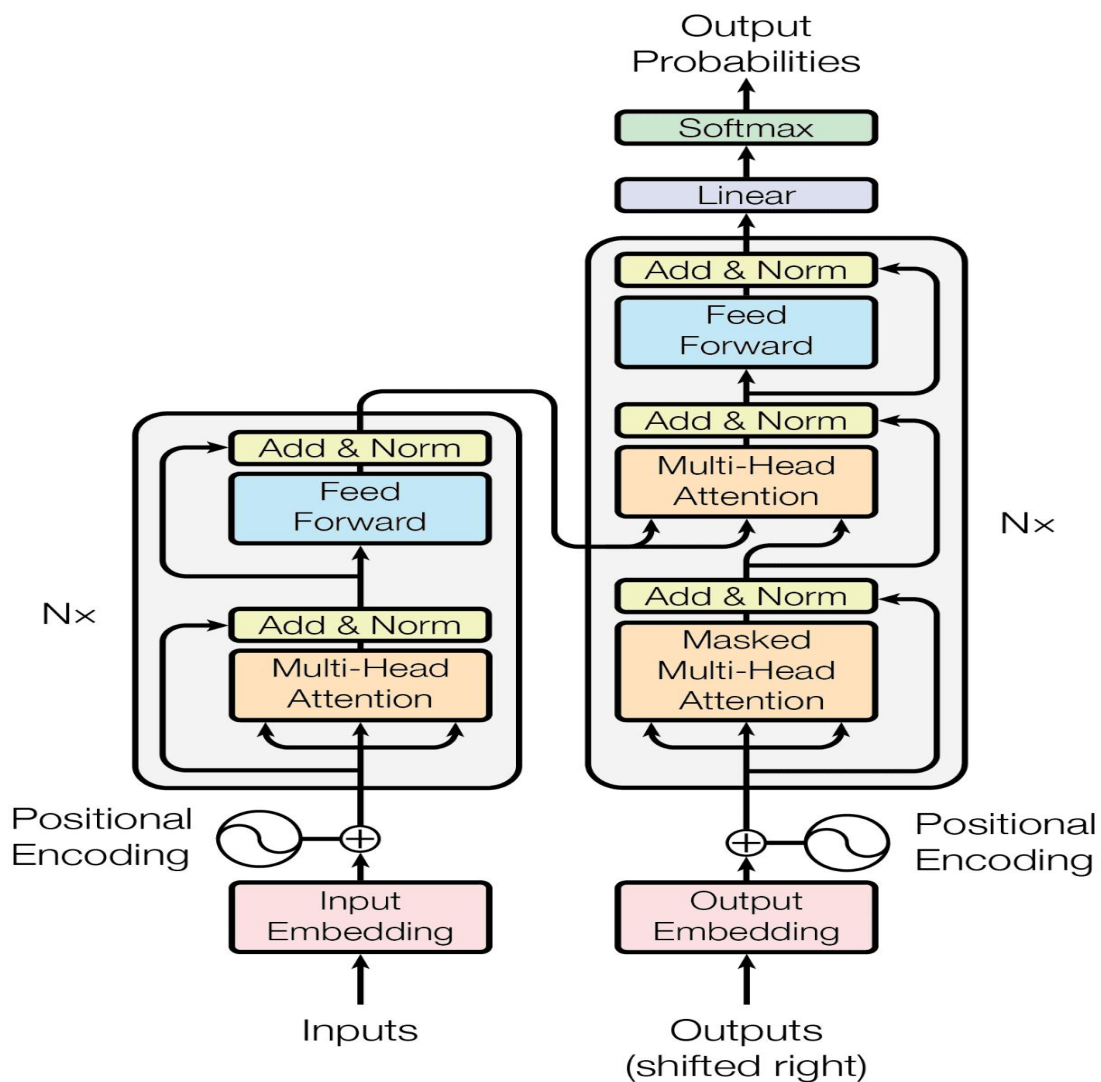 Output
Probabilities
Softmax
Linear
Add & Norm
Feed
Forward
Add & Norm
Multi-Head
Attention
Nx
Add & Norm
Masked
Multi-Head
Attention
Add & Norm
Feed
Forward
Nx
Add & Norm
Multi-Head
Attention
Positional
Encoding
Positional
Encoding
Input
Embedding
Output
Embedding
Inputs
Outputs
(shifted right)